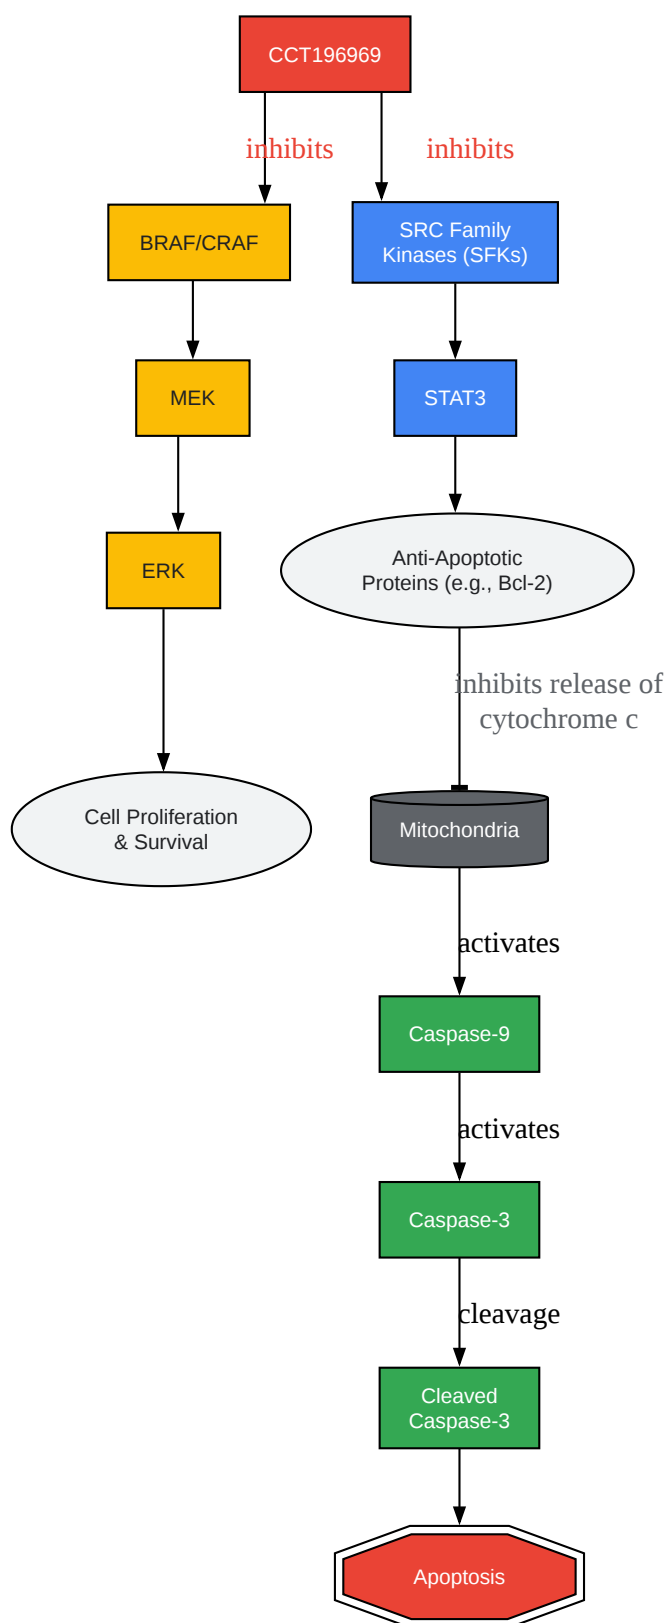 CCT196969
inhibits
inhibits
BRAF/CRAF
SRC Family
Kinases (SFKs)
MEK
STAT3
ERK
Anti-Apoptotic
Proteins (e.g., Bcl-2)
inhibits release of
cytochrome c
Cell Proliferation
& Survival
Mitochondria
activates
Caspase-9
activates
Caspase-3
cleavage
Cleaved
Caspase-3
Apoptosis